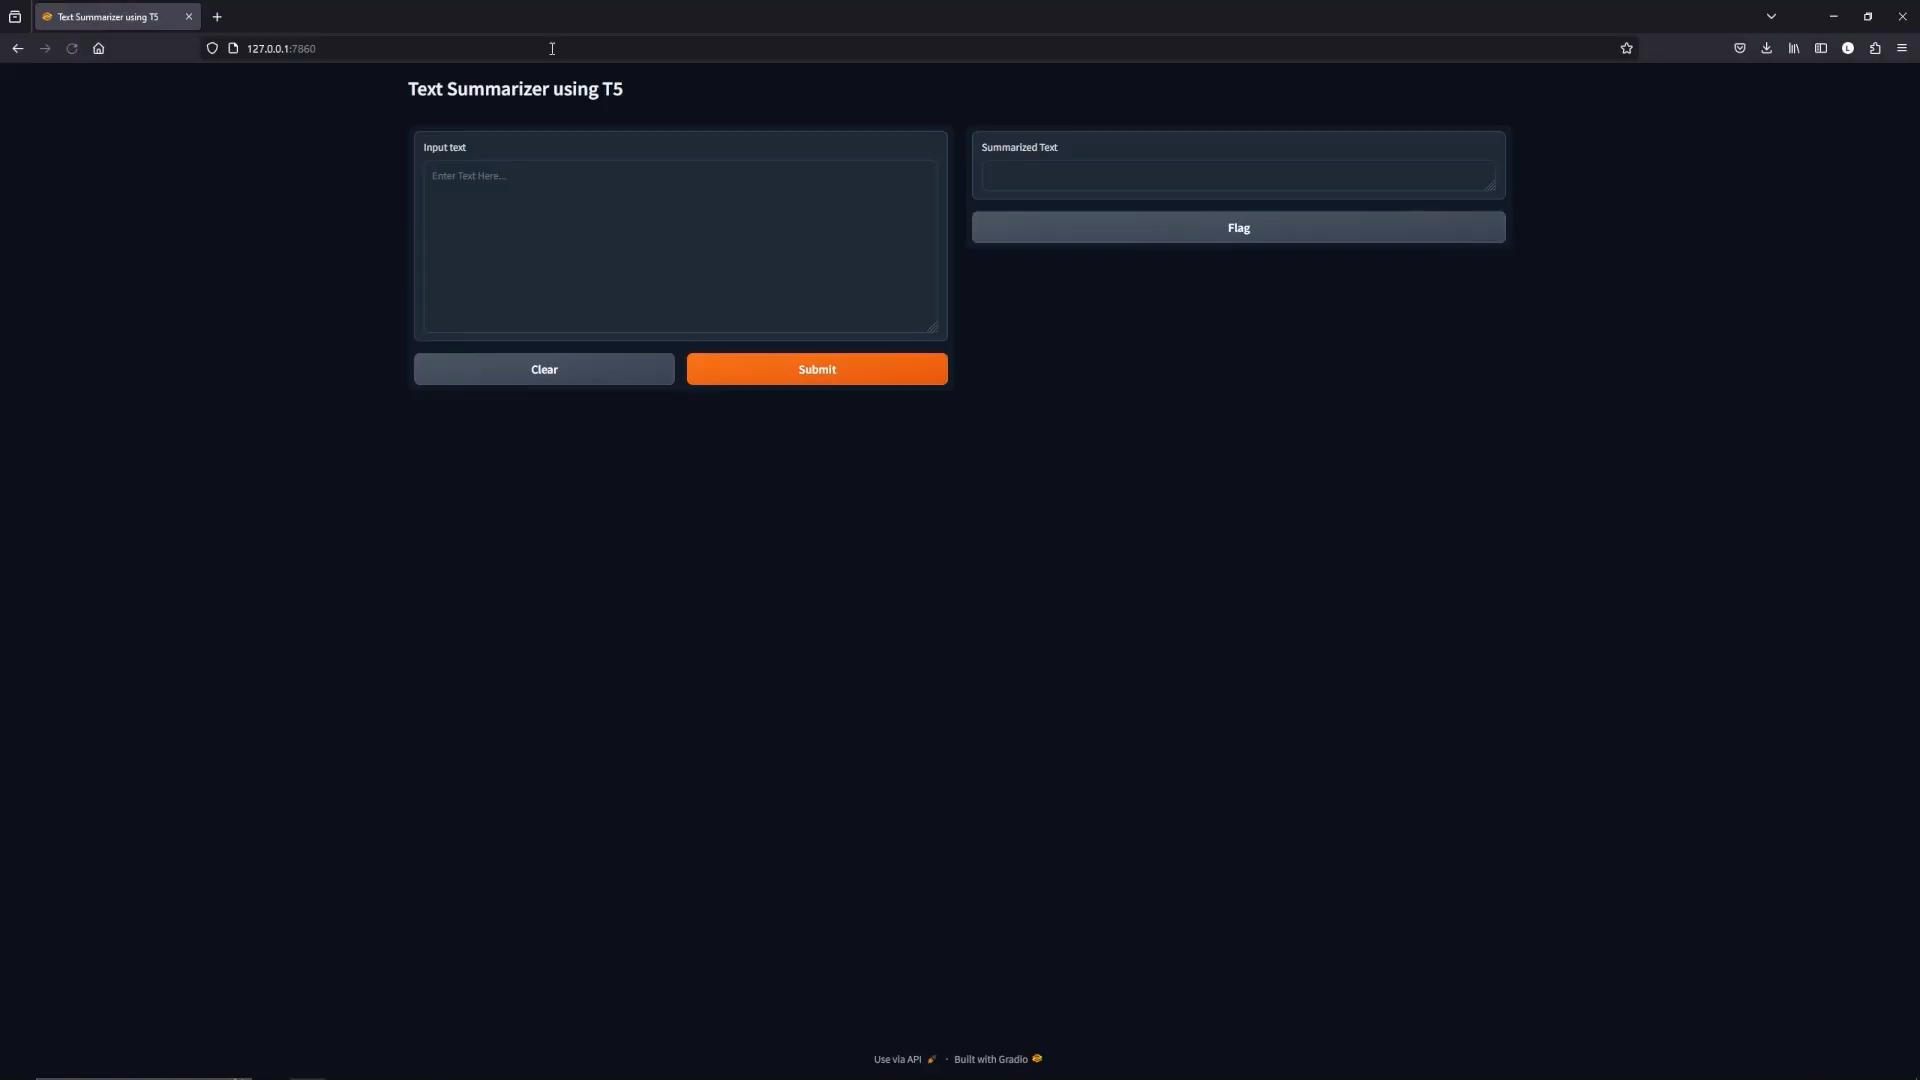 Text Summarizer using T5
127.0.0.1:7860
Text Summarizer using T5
Input text
Enter Text Here...
Clear
Submit
Summarized Text
Flag
L
Use via API · Built with Gradio